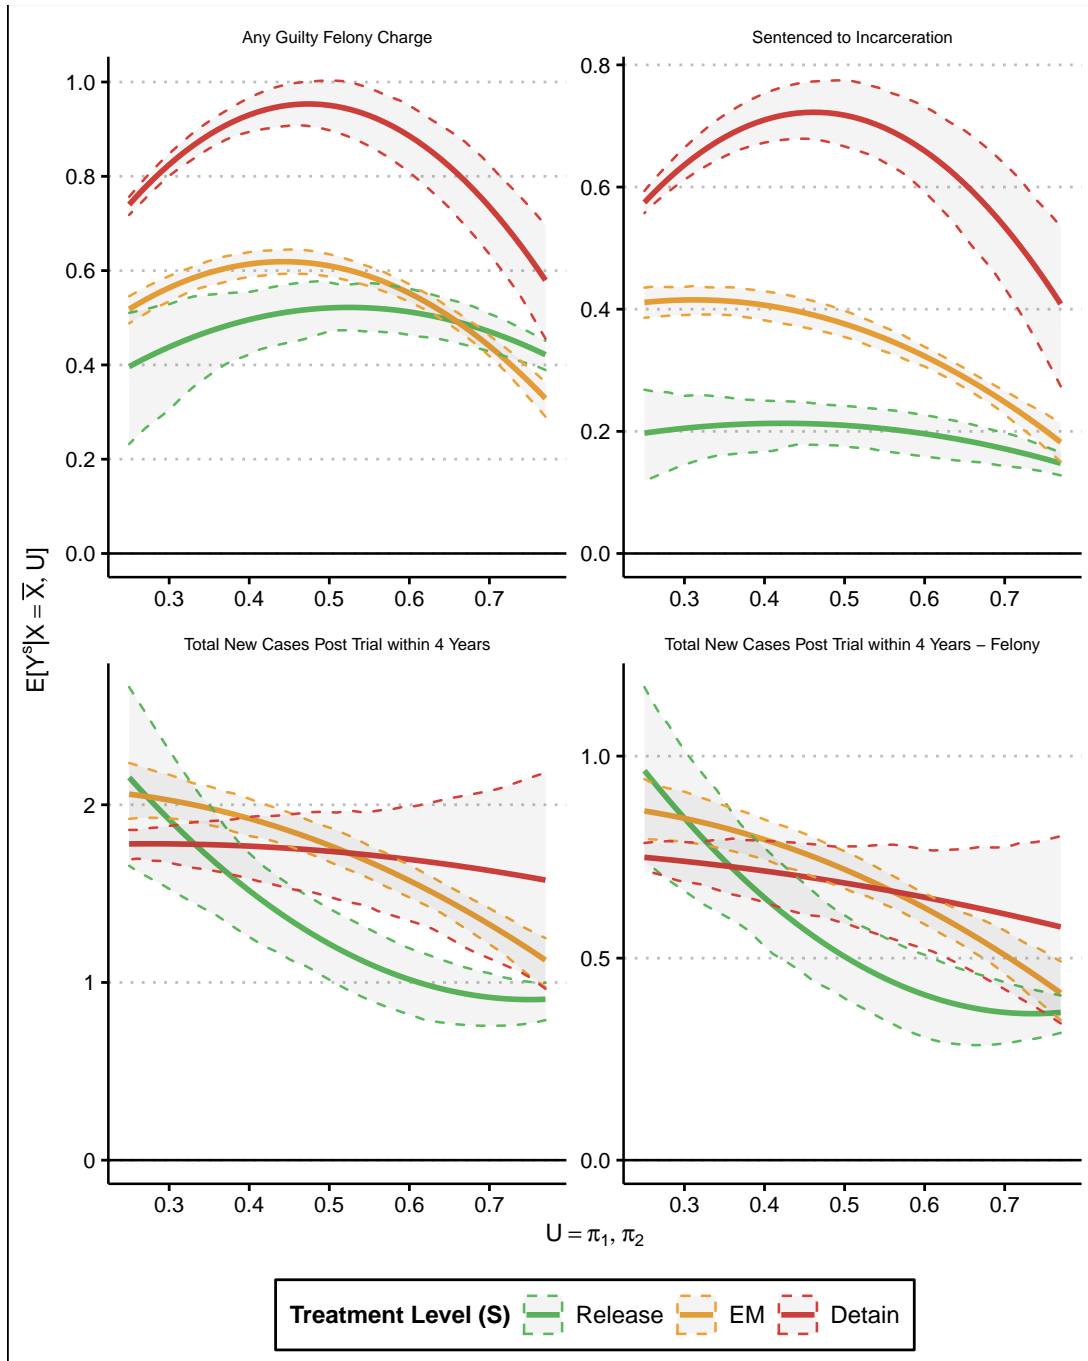 Any Guilty Felony Charge
Sentenced to Incarceration
1.0
0.8
0.6
0.4
0.2
0.0
0.8
0.6
0.4
0.2
0.0
0.3 0.4 0.5 0.6 0.7
0.3 0.4 0.5 0.6 0.7
E[Yˢ|X = X̅, U]
Total New Cases Post Trial within 4 Years
Total New Cases Post Trial within 4 Years – Felony
2
1
0
1.0
0.5
0.0
0.3 0.4 0.5 0.6 0.7
0.3 0.4 0.5 0.6 0.7
U = π₁, π₂
Treatment Level (S) Release EM Detain